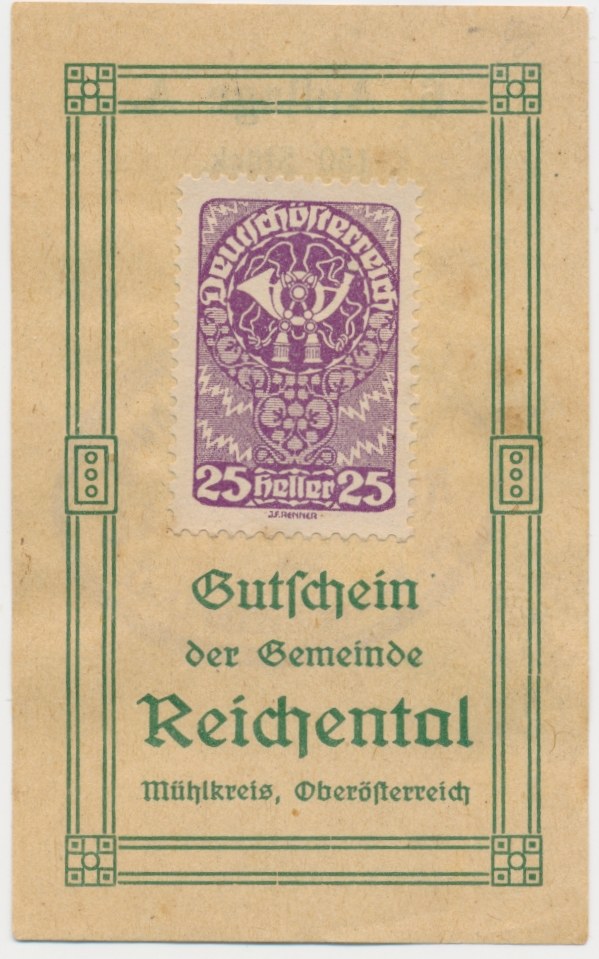 Deutschösterreich
25 Heller 25
J.F.RENNER
Gutſchein
der Gemeinde
Reichental
Mühlkreis, Oberöſterreich